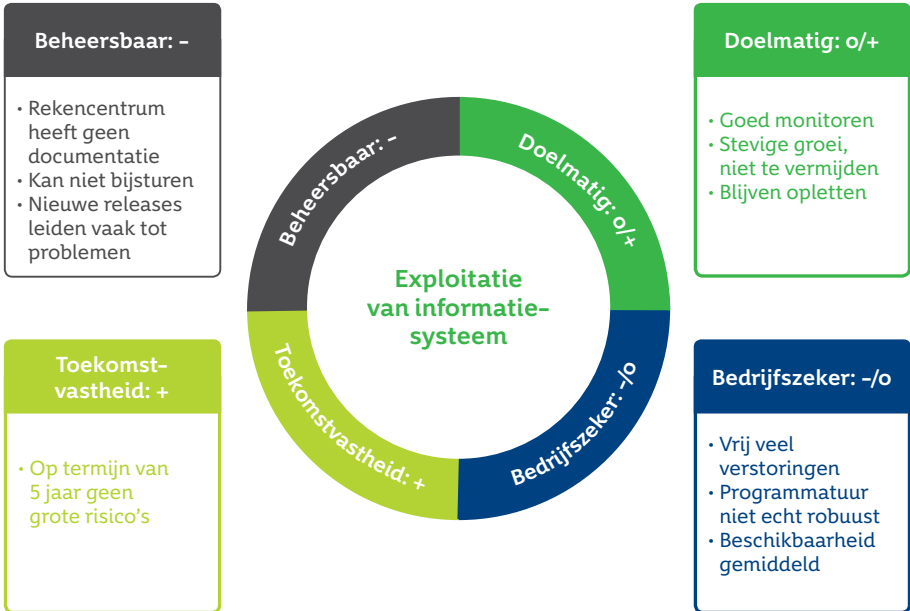 Beheersbaar: –
• Rekencentrum
heeft geen
documentatie
• Kan niet bijsturen
• Nieuwe releases
leiden vaak tot
problemen
Doelmatig: o/+
• Goed monitoren
• Stevige groei,
niet te vermijden
• Blijven opletten
Beheersbaar: –
Doelmatig: o/+
Exploitatie
van informatie–
systeem
Toekomstvastheid: +
Bedrijfszeker: –/o
Toekomst–
vastheid: +
• Op termijn van
5 jaar geen
grote risico's
Bedrijfszeker: –/o
• Vrij veel
verstoringen
• Programmatuur
niet echt robuust
• Beschikbaarheid
gemiddeld